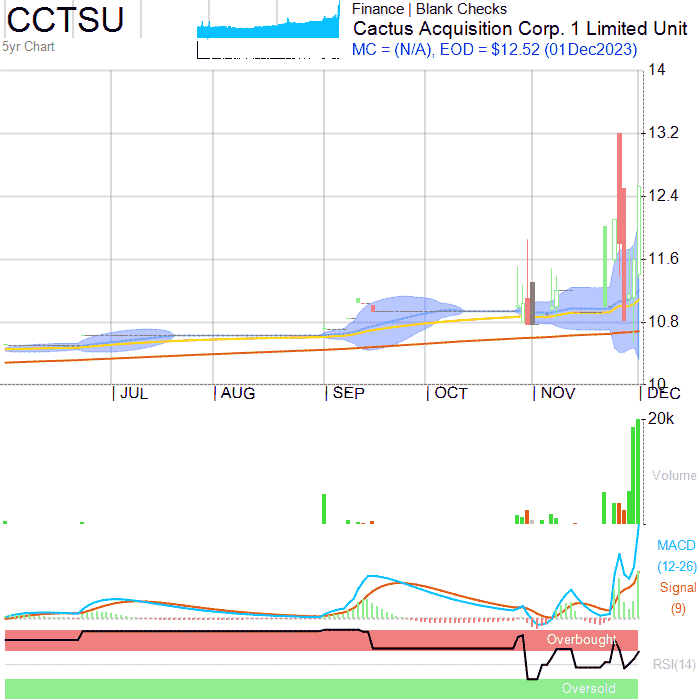 CCTSU
5yr Chart
Finance | Blank Checks
Cactus Acquisition Corp. 1 Limited Unit
MC = (N/A), EOD = $12.52 (01Dec2023)
14
13.2
12.4
11.6
10.8
10
JUL AUG SEP OCT NOV DEC
20k
Volume
MACD
(12-26)
Signal
(9)
Overbought
RSI(14)
Oversold